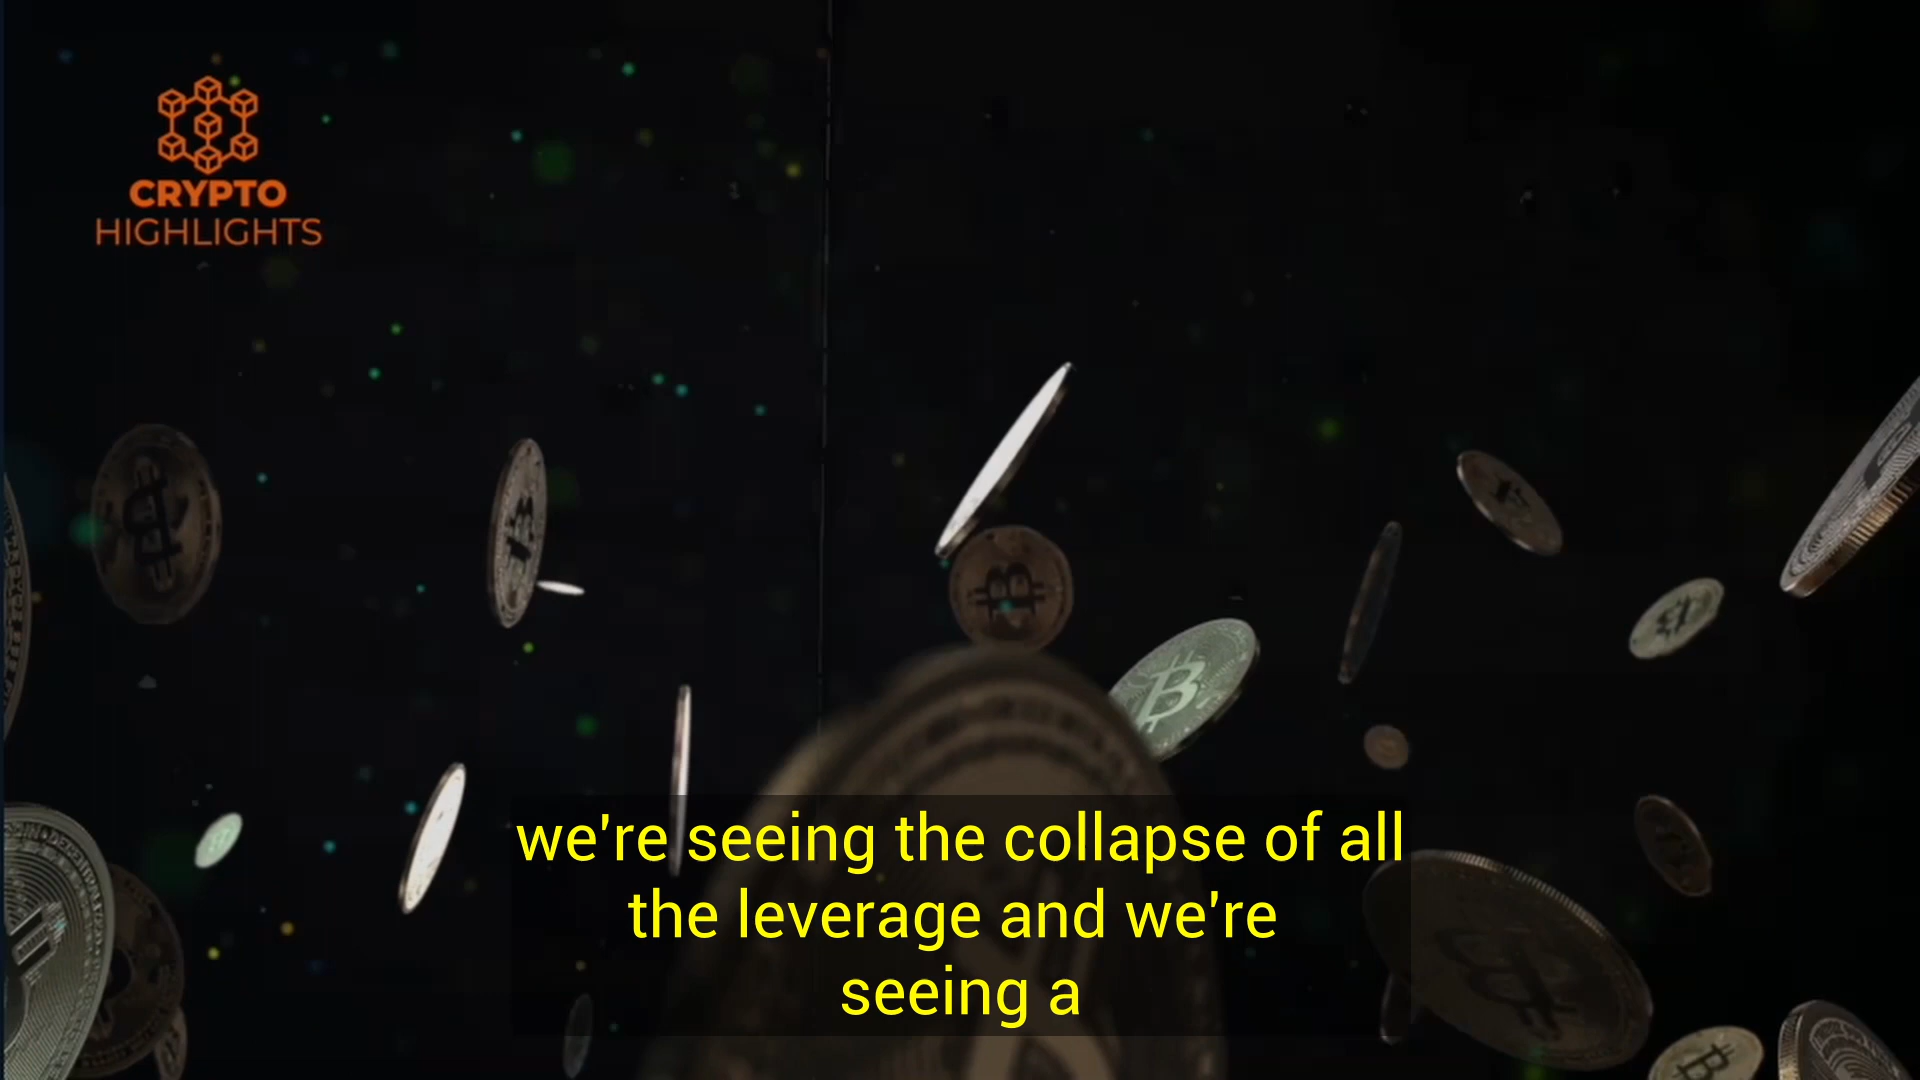 CRYPTO
HIGHLIGHTS
we're seeing the collapse of all
the leverage and we're
seeing a